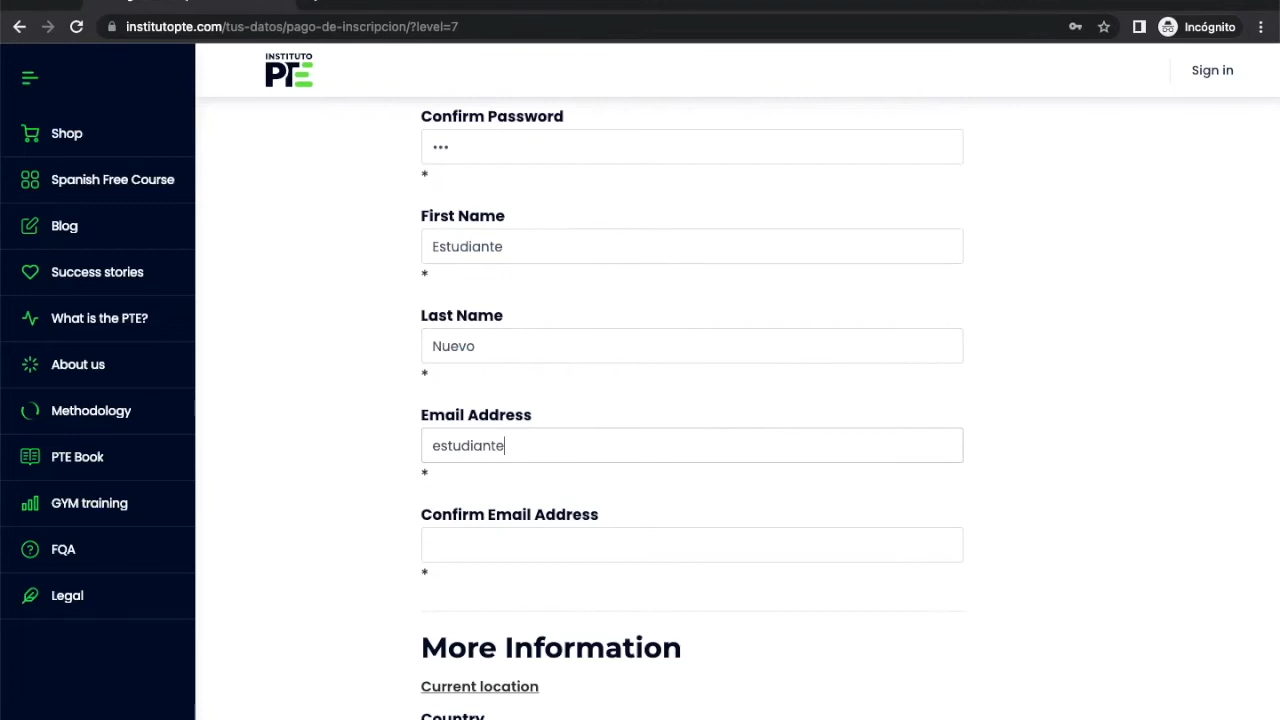 institutopte.com/tus-datos/pago-de-inscripcion/?level=7
Incógnito
INSTITUTO
PTE
Sign in
Shop
Spanish Free Course
Blog
Success stories
What is the PTE?
About us
Methodology
PTE Book
GYM training
FQA
Legal
Confirm Password
•••
*
First Name
Estudiante
*
Last Name
Nuevo
*
Email Address
estudiante
*
Confirm Email Address
*
More Information
Current location
Country